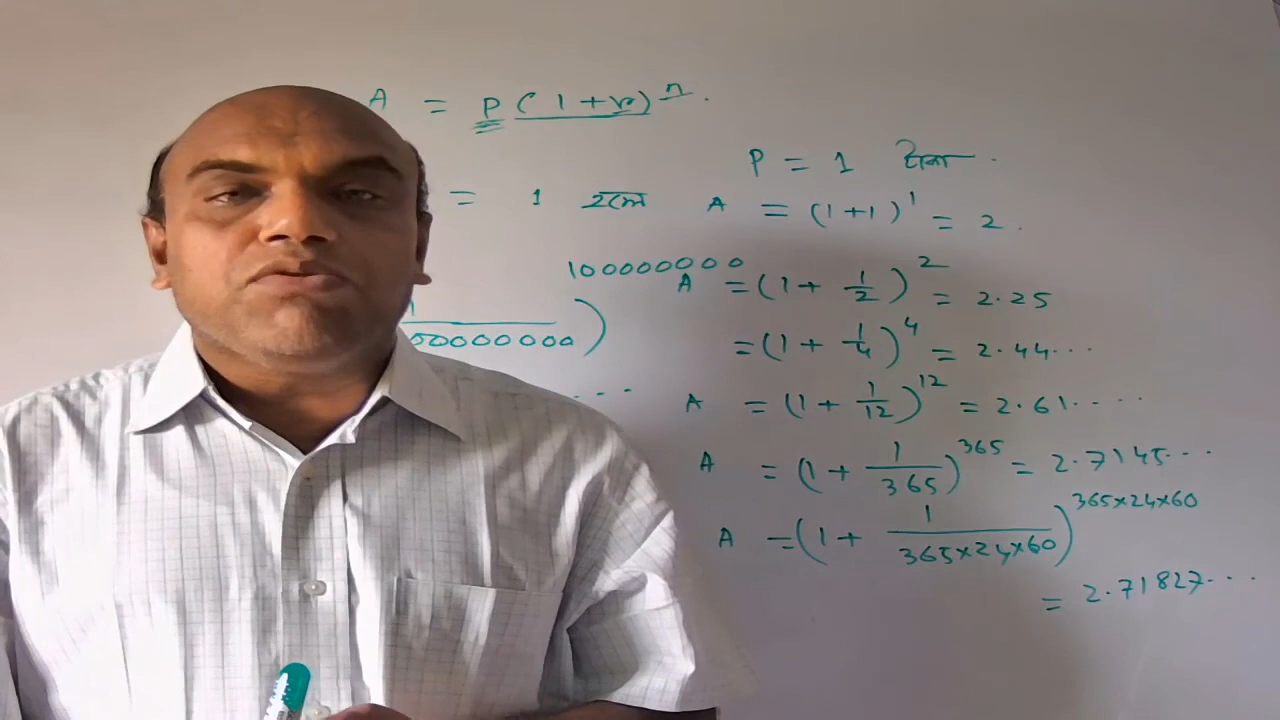 A = P(1+r)^n.
P = 1 টাকা.
= 1 হলে A = (1+1)^1 = 2.
100000000
A = (1+1/2)^2 = 2.25
00000000)
= (1+1/4)^4 = 2.44...
...
A = (1+1/12)^12 = 2.61....
A = (1+1/365)^365 = 2.7145...
A = (1+1/365×24×60)^365×24×60
= 2.71827...